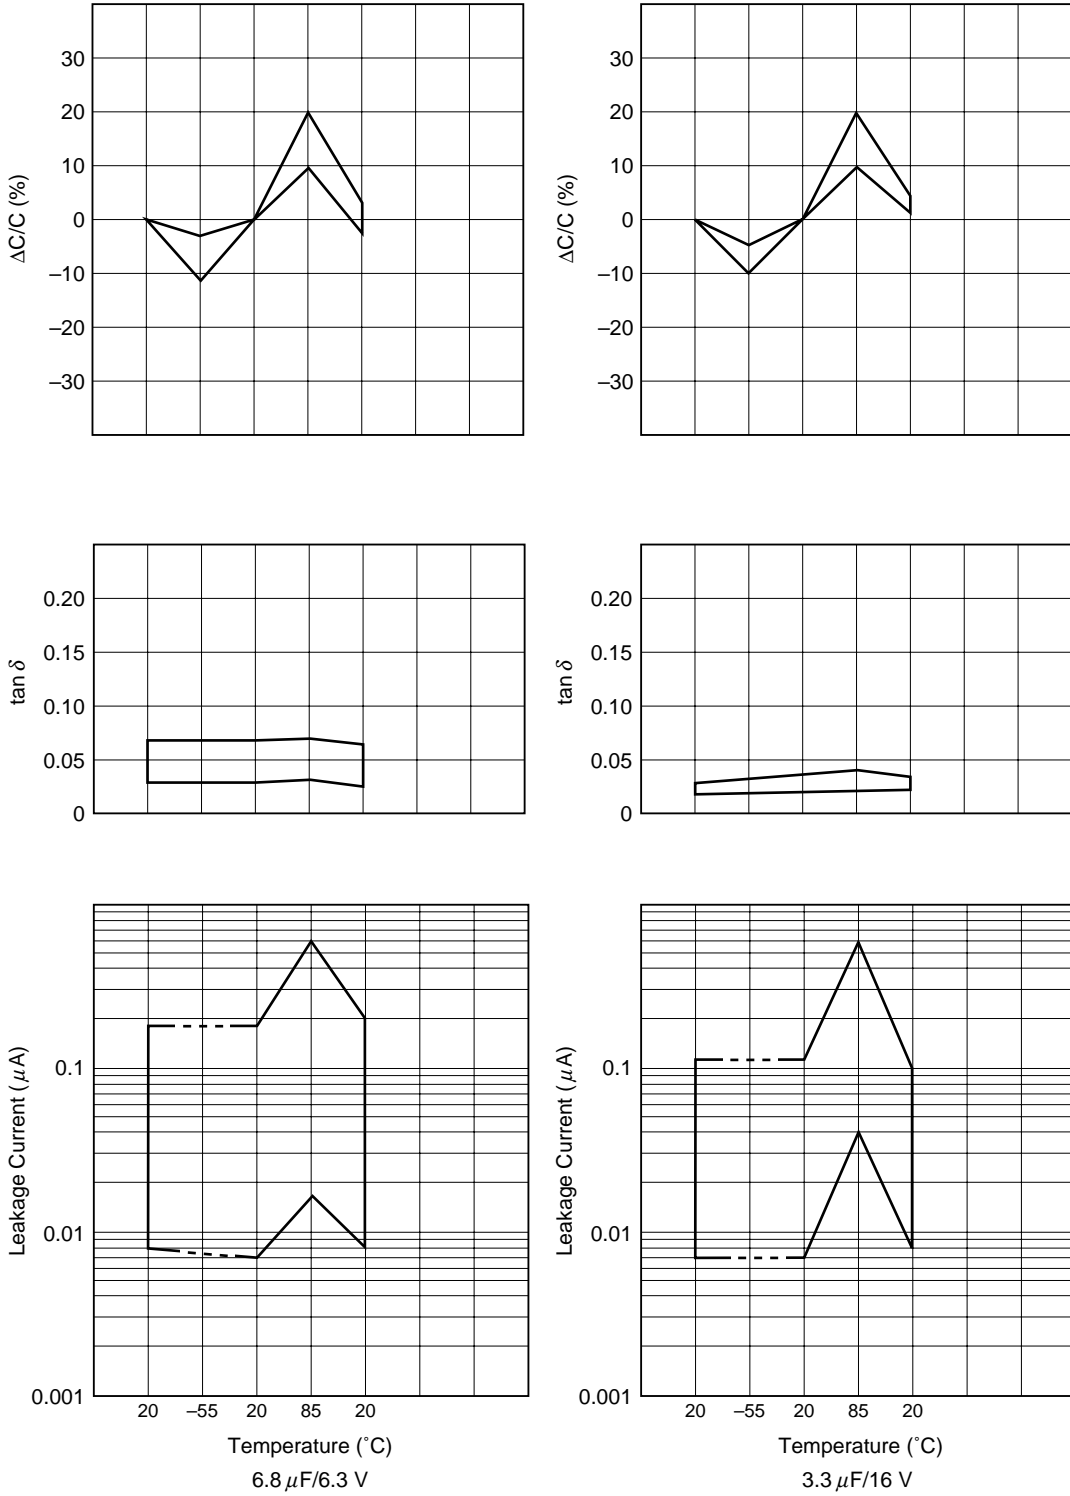 30
20
10
0
–10
–20
–30
ΔC/C (%)
30
20
10
0
–10
–20
–30
ΔC/C (%)
0.20
0.15
0.10
0.05
0
tan δ
0.20
0.15
0.10
0.05
0
tan δ
0.1
0.01
0.001
Leakage Current (μA)
20 –55 20 85 20
Temperature (˚C)
6.8 μF/6.3 V
0.1
0.01
0.001
Leakage Current (μA)
20 –55 20 85 20
Temperature (˚C)
3.3 μF/16 V